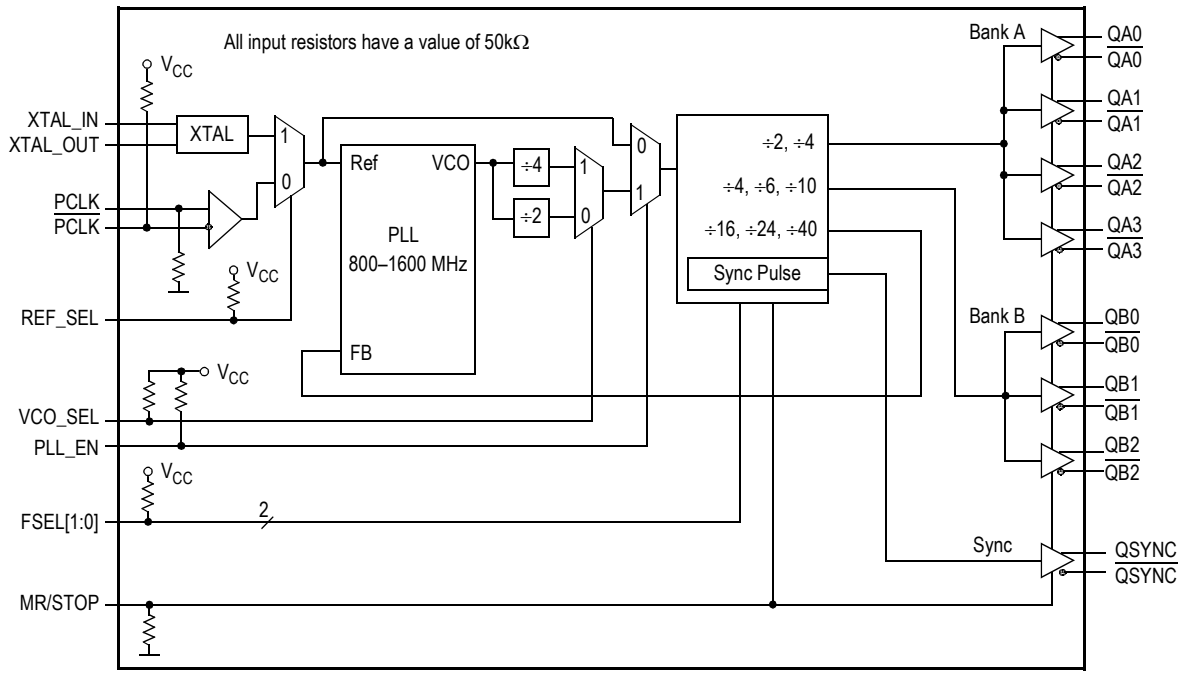 All input resistors have a value of 50kΩ
VCC
XTAL_IN
XTAL_OUT
XTAL
1
0
PCLK
PCLK
VCC
REF_SEL
Ref
VCO
PLL
800–1600 MHz
FB
÷4
÷2
1
0
0
1
÷2, ÷4
÷4, ÷6, ÷10
÷16, ÷24, ÷40
Sync Pulse
VCC
VCO_SEL
PLL_EN
VCC
FSEL[1:0]
2
MR/STOP
Bank A
QA0
QA0
QA1
QA1
QA2
QA2
QA3
QA3
Bank B
QB0
QB0
QB1
QB1
QB2
QB2
Sync
QSYNC
QSYNC